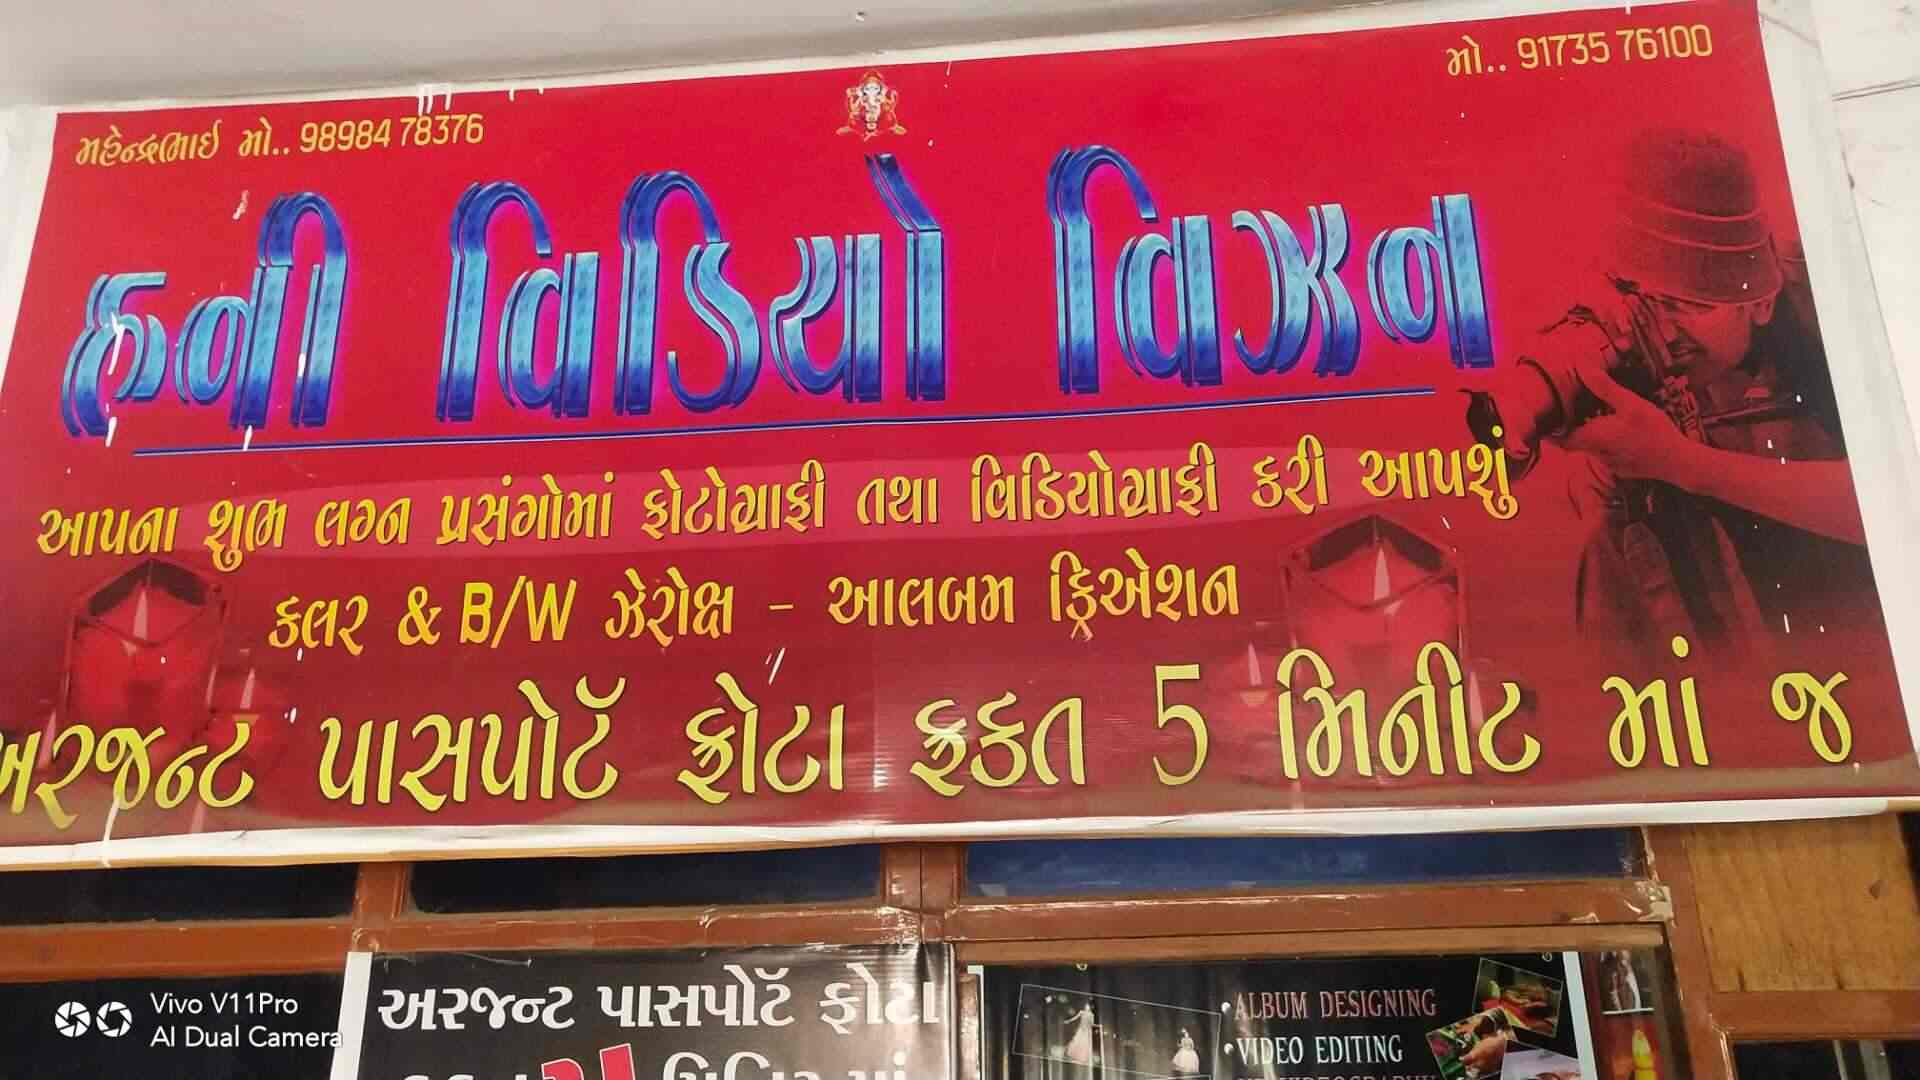 મહેન્દ્રભાઈ મો.. 98984 78376
મો.. 91735 76100
હની વિડિયો વિઝન
આપના શુભ લગ્ન પ્રસંગોમાં ફોટોગ્રાફી તથા વિડિયોગ્રાફી કરી આપશું
કલર & B/W ઝેરોક્ષ - આલબમ ક્રિએશન
અરજન્ટ પાસપોર્ટ ફોટા ફકત 5 મિનીટ માં જ
અરજન્ટ પાસપોર્ટ ફોટા
•ALBUM DESIGNING
•VIDEO EDITING
Vivo V11Pro
AI Dual Camera